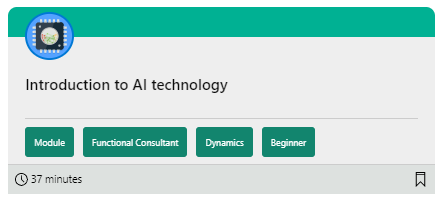 Introduction to AI technology
Module Functional Consultant Dynamics Beginner
37 minutes